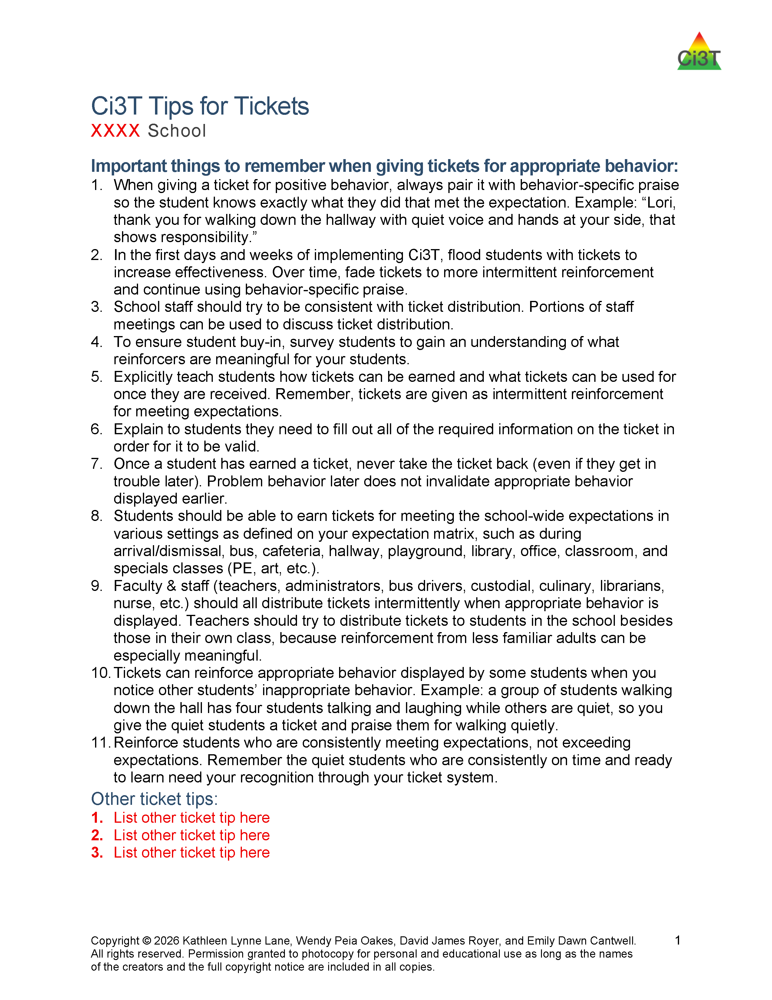 Ci3T
Ci3T Tips for Tickets
XXXX School
Important things to remember when giving tickets for appropriate behavior:
1. When giving a ticket for positive behavior, always pair it with behavior-specific praise
so the student knows exactly what they did that met the expectation. Example: “Lori,
thank you for walking down the hallway with quiet voice and hands at your side, that
shows responsibility.”
2. In the first days and weeks of implementing Ci3T, flood students with tickets to
increase effectiveness. Over time, fade tickets to more intermittent reinforcement
and continue using behavior-specific praise.
3. School staff should try to be consistent with ticket distribution. Portions of staff
meetings can be used to discuss ticket distribution.
4. To ensure student buy-in, survey students to gain an understanding of what
reinforcers are meaningful for your students.
5. Explicitly teach students how tickets can be earned and what tickets can be used for
once they are received. Remember, tickets are given as intermittent reinforcement
for meeting expectations.
6. Explain to students they need to fill out all of the required information on the ticket in
order for it to be valid.
7. Once a student has earned a ticket, never take the ticket back (even if they get in
trouble later). Problem behavior later does not invalidate appropriate behavior
displayed earlier.
8. Students should be able to earn tickets for meeting the school-wide expectations in
various settings as defined on your expectation matrix, such as during
arrival/dismissal, bus, cafeteria, hallway, playground, library, office, classroom, and
specials classes (PE, art, etc.).
9. Faculty & staff (teachers, administrators, bus drivers, custodial, culinary, librarians,
nurse, etc.) should all distribute tickets intermittently when appropriate behavior is
displayed. Teachers should try to distribute tickets to students in the school besides
those in their own class, because reinforcement from less familiar adults can be
especially meaningful.
10. Tickets can reinforce appropriate behavior displayed by some students when you
notice other students’ inappropriate behavior. Example: a group of students walking
down the hall has four students talking and laughing while others are quiet, so you
give the quiet students a ticket and praise them for walking quietly.
11. Reinforce students who are consistently meeting expectations, not exceeding
expectations. Remember the quiet students who are consistently on time and ready
to learn need your recognition through your ticket system.
Other ticket tips:
1. List other ticket tip here
2. List other ticket tip here
3. List other ticket tip here
Copyright © 2026 Kathleen Lynne Lane, Wendy Peia Oakes, David James Royer, and Emily Dawn Cantwell. 1
All rights reserved. Permission granted to photocopy for personal and educational use as long as the names
of the creators and the full copyright notice are included in all copies.